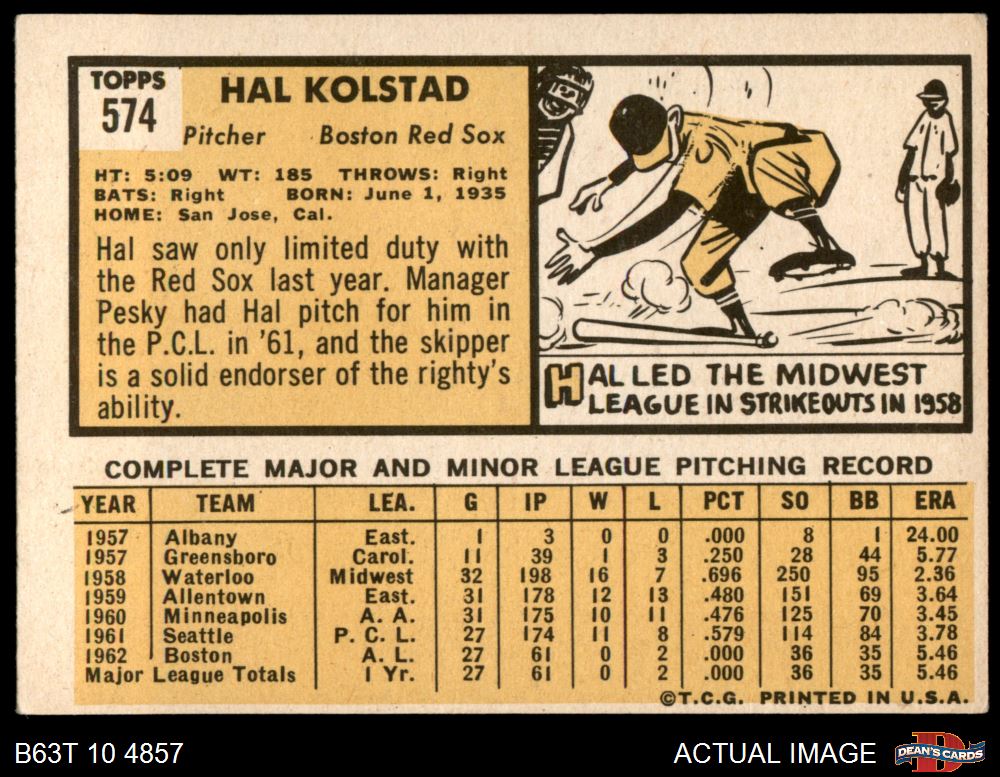 TOPPS
574
HAL KOLSTAD
Pitcher Boston Red Sox
HT: 5:09 WT: 185 THROWS: Right
BATS: Right BORN: June 1, 1935
HOME: San Jose, Cal.
Hal saw only limited duty with
the Red Sox last year. Manager
Pesky had Hal pitch for him in
the P.C.L. in '61, and the skipper
is a solid endorser of the righty's
ability.
HAL LED THE MIDWEST
LEAGUE IN STRIKEOUTS IN 1958
COMPLETE MAJOR AND MINOR LEAGUE PITCHING RECORD
YEAR TEAM LEA. G IP W L PCT SO BB ERA
1957 Albany East. 1 3 0 0 .000 8 1 24.00
1957 Greensboro Carol. 11 39 1 3 .250 28 44 5.77
1958 Waterloo Midwest 32 198 16 7 .696 250 95 2.36
1959 Allentown East. 31 178 12 13 .480 151 69 3.64
1960 Minneapolis A. A. 31 175 10 11 .476 125 70 3.45
1961 Seattle P. C. L. 27 174 11 8 .579 114 84 3.78
1962 Boston A. L. 27 61 0 2 .000 36 35 5.46
Major League Totals 1 Yr. 27 61 0 2 .000 36 35 5.46
©T.C.G. PRINTED IN U.S.A.
B63T 10 4857
ACTUAL IMAGE
D
DEAN'S CARDS